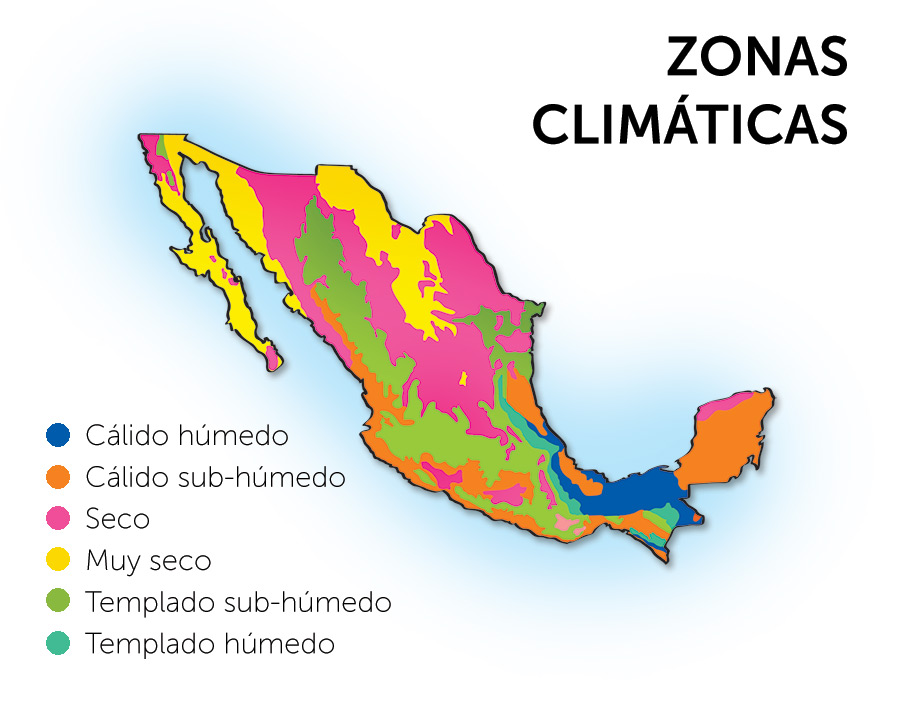 ZONAS
CLIMÁTICAS
Cálido húmedo
Cálido sub-húmedo
Seco
Muy seco
Templado sub-húmedo
Templado húmedo